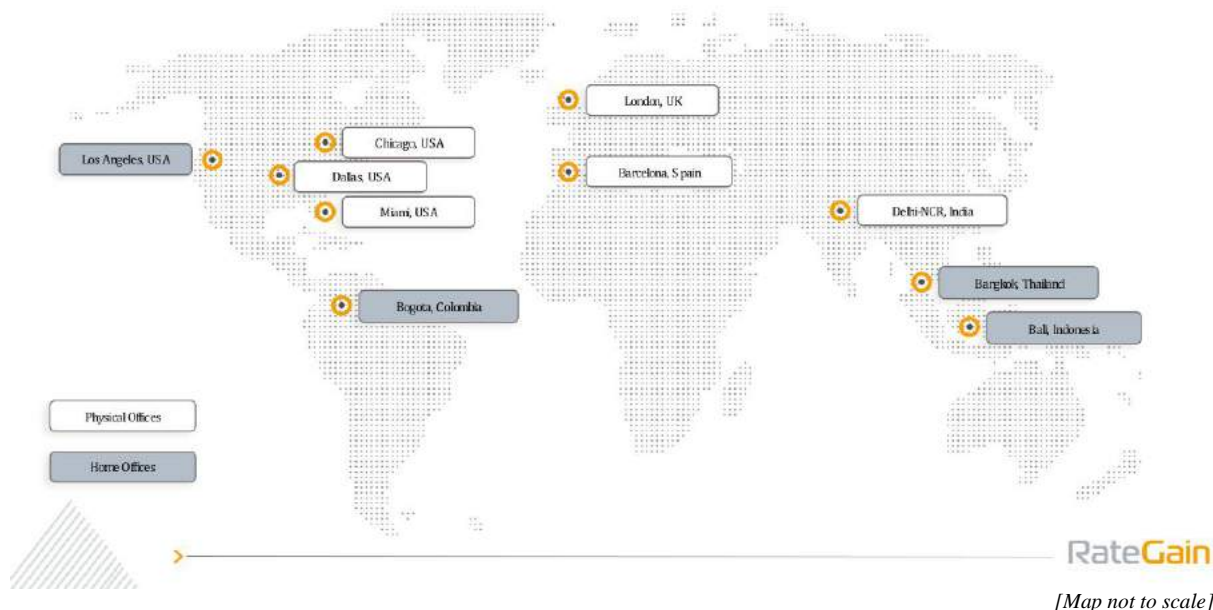 London, UK
Chicago, USA
Los Angeles, USA
Dallas, USA
Barcelona, Spain
Miami, USA
Delhi-NCR, India
Bangkok, Thailand
Bogota, Colombia
Bali, Indonesia
Physical Offices
Home Offices
RateGain
[Map not to scale]